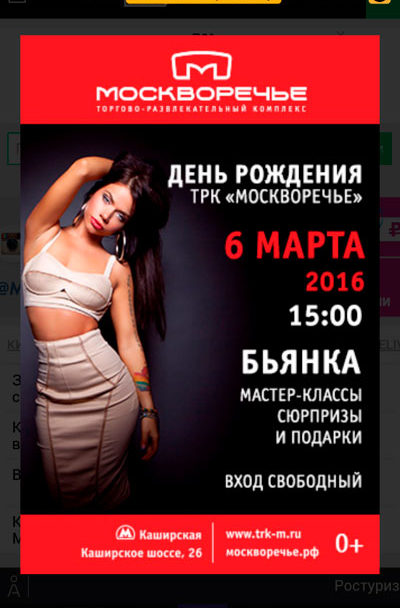 МОСКВОРЕЧЬЕ
ТОРГОВО-РАЗВЛЕКАТЕЛЬНЫЙ КОМПЛЕКС
ДЕНЬ РОЖДЕНИЯ
ТРК «МОСКВОРЕЧЬЕ»
6 МАРТА
2016
15:00
БЬЯНКА
МАСТЕР-КЛАССЫ
СЮРПРИЗЫ
И ПОДАРКИ
ВХОД СВОБОДНЫЙ
Каширская
Каширское шоссе, 26
www.trk-m.ru
москворечье.рф
0+
Ростуриз